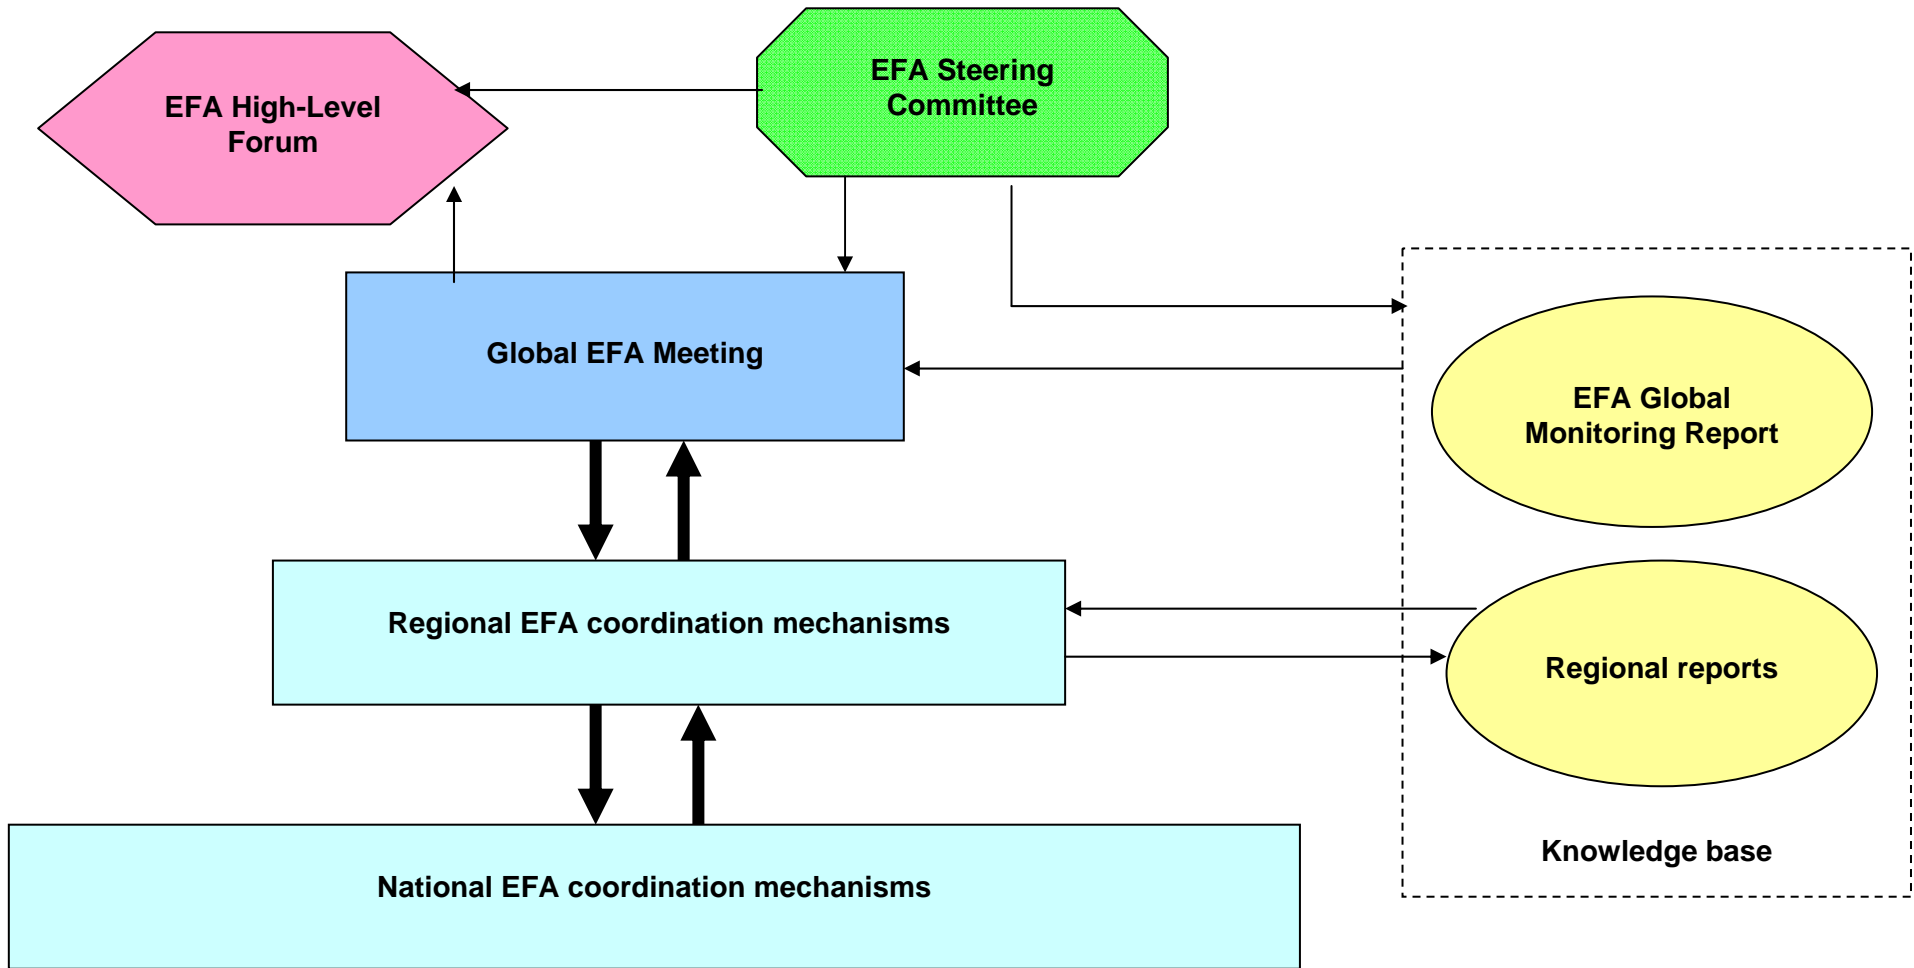 EFA High-Level
Forum
EFA Steering
Committee
Global EFA Meeting
EFA Global
Monitoring Report
Regional EFA coordination mechanisms
Regional reports
Knowledge base
National EFA coordination mechanisms